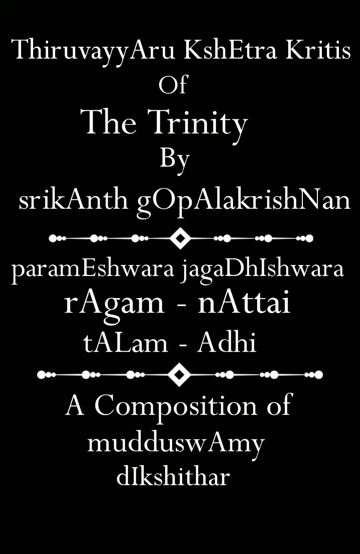 ThiruvayyAru KshEtra Kritis
Of
The Trinity
By
srikAnth gOpAlakrishNan
paramEshwara jagaDhIshwara
rAgam - nAttai
tALam - Adhi
A Composition of
mudduswAmy
dIkshithar